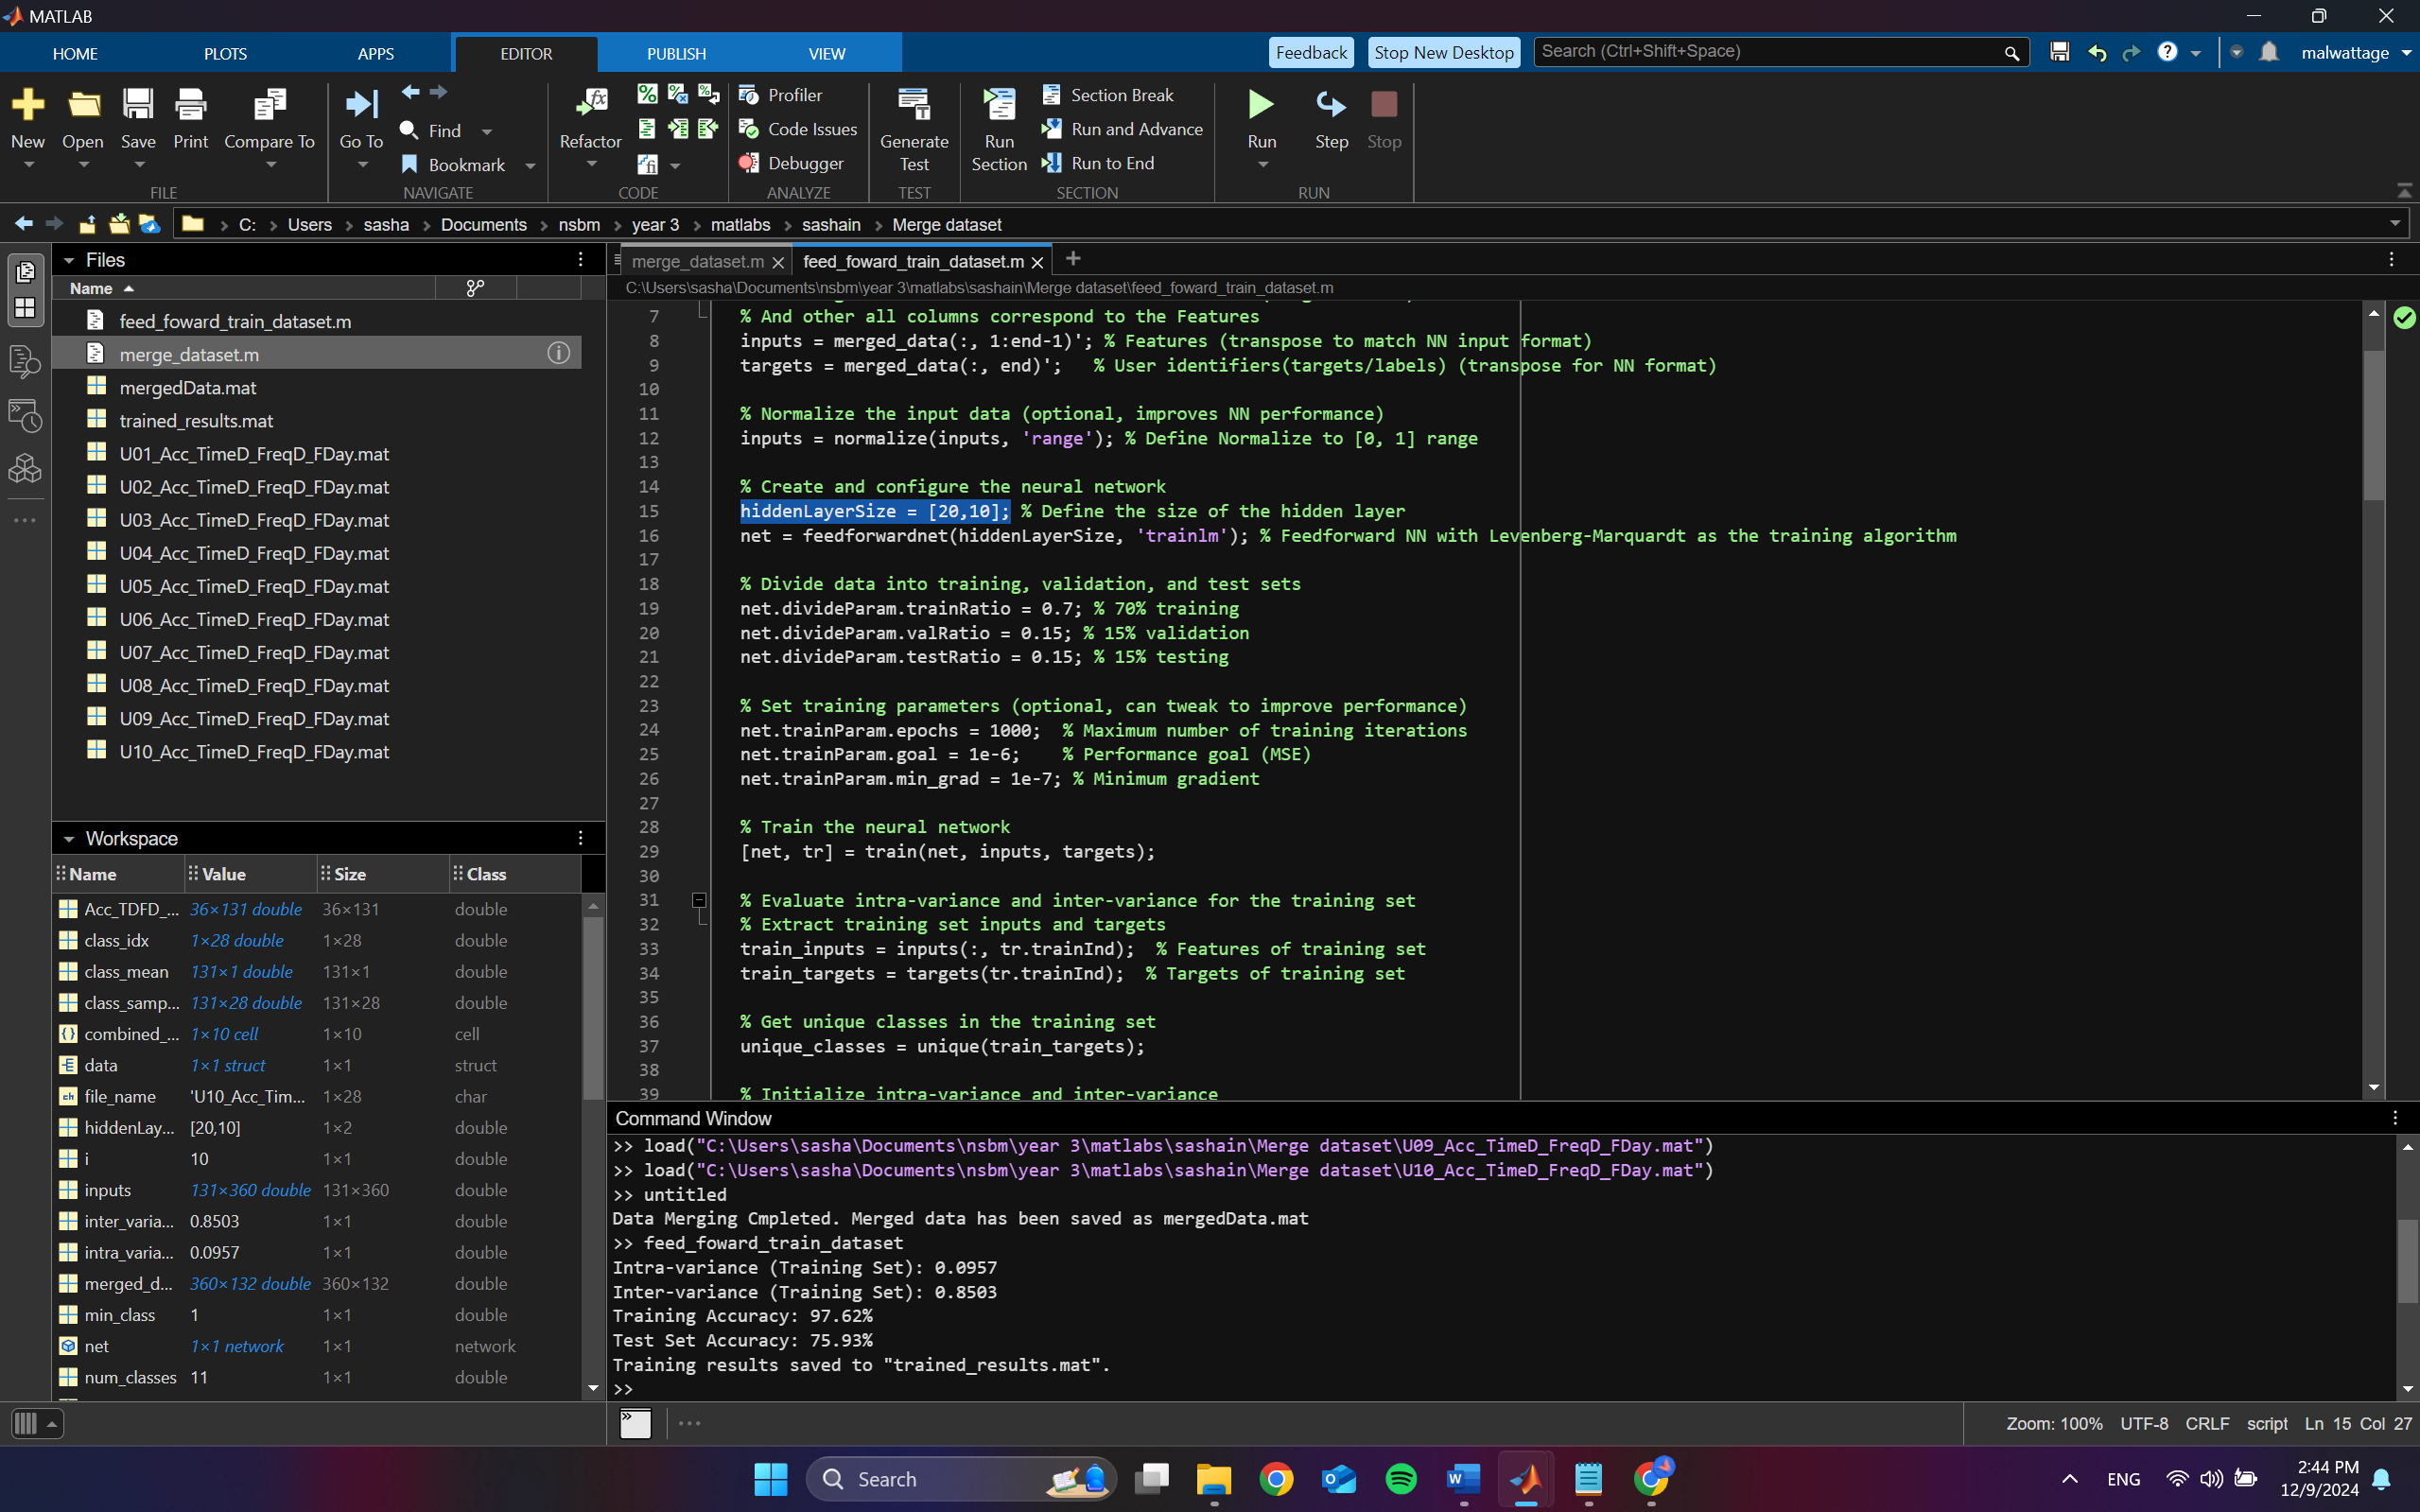 MATLAB
HOME PLOTS APPS EDITOR PUBLISH VIEW Feedback Stop New Desktop Search (Ctrl+Shift+Space) malwattage
New Open Save Print Compare To
FILE
Go To Find Bookmark
NAVIGATE
Refactor
CODE
Profiler
Code Issues
Debugger
ANALYZE
Generate Test
TEST
Run Section
Section Break
Run and Advance
Run to End
SECTION
Run Step Stop
RUN
C: > Users > sasha > Documents > nsbm > year 3 > matlabs > sashain > Merge dataset
Files
Name
feed_foward_train_dataset.m
merge_dataset.m
mergedData.mat
trained_results.mat
U01_Acc_TimeD_FreqD_FDay.mat
U02_Acc_TimeD_FreqD_FDay.mat
U03_Acc_TimeD_FreqD_FDay.mat
U04_Acc_TimeD_FreqD_FDay.mat
U05_Acc_TimeD_FreqD_FDay.mat
U06_Acc_TimeD_FreqD_FDay.mat
U07_Acc_TimeD_FreqD_FDay.mat
U08_Acc_TimeD_FreqD_FDay.mat
U09_Acc_TimeD_FreqD_FDay.mat
U10_Acc_TimeD_FreqD_FDay.mat
Workspace
Name Value Size Class
Acc_TDFD_... 36×131 double 36×131 double
class_idx 1×28 double 1×28 double
class_mean 131×1 double 131×1 double
class_samp... 131×28 double 131×28 double
combined_... 1×10 cell 1×10 cell
data 1×1 struct 1×1 struct
file_name 'U10_Acc_Tim... 1×28 char
hiddenLay... [20,10] 1×2 double
i 10 1×1 double
inputs 131×360 double 131×360 double
inter_varia... 0.8503 1×1 double
intra_varia... 0.0957 1×1 double
merged_d... 360×132 double 360×132 double
min_class 1 1×1 double
net 1×1 network 1×1 network
num_classes 11 1×1 double
merge_dataset.m feed_foward_train_dataset.m
C:\Users\sasha\Documents\nsbm\year 3\matlabs\sashain\Merge dataset\feed_foward_train_dataset.m
7 % And other all columns correspond to the Features
8 inputs = merged_data(:, 1:end-1)'; % Features (transpose to match NN input format)
9 targets = merged_data(:, end)'; % User identifiers(targets/labels) (transpose for NN format)
10
11 % Normalize the input data (optional, improves NN performance)
12 inputs = normalize(inputs, 'range'); % Define Normalize to [0, 1] range
13
14 % Create and configure the neural network
15 hiddenLayerSize = [20,10]; % Define the size of the hidden layer
16 net = feedforwardnet(hiddenLayerSize, 'trainlm'); % Feedforward NN with Levenberg-Marquardt as the training algorithm
17
18 % Divide data into training, validation, and test sets
19 net.divideParam.trainRatio = 0.7; % 70% training
20 net.divideParam.valRatio = 0.15; % 15% validation
21 net.divideParam.testRatio = 0.15; % 15% testing
22
23 % Set training parameters (optional, can tweak to improve performance)
24 net.trainParam.epochs = 1000; % Maximum number of training iterations
25 net.trainParam.goal = 1e-6; % Performance goal (MSE)
26 net.trainParam.min_grad = 1e-7; % Minimum gradient
27
28 % Train the neural network
29 [net, tr] = train(net, inputs, targets);
30
31 % Evaluate intra-variance and inter-variance for the training set
32 % Extract training set inputs and targets
33 train_inputs = inputs(:, tr.trainInd); % Features of training set
34 train_targets = targets(tr.trainInd); % Targets of training set
35
36 % Get unique classes in the training set
37 unique_classes = unique(train_targets);
38
39 % Initialize intra-variance and inter-variance
Command Window
>> load("C:\Users\sasha\Documents\nsbm\year 3\matlabs\sashain\Merge dataset\U09_Acc_TimeD_FreqD_FDay.mat")
>> load("C:\Users\sasha\Documents\nsbm\year 3\matlabs\sashain\Merge dataset\U10_Acc_TimeD_FreqD_FDay.mat")
>> untitled
Data Merging Cmpleted. Merged data has been saved as mergedData.mat
>> feed_foward_train_dataset
Intra-variance (Training Set): 0.0957
Inter-variance (Training Set): 0.8503
Training Accuracy: 97.62%
Test Set Accuracy: 75.93%
Training results saved to "trained_results.mat".
>>
Zoom: 100% UTF-8 CRLF script Ln 15 Col 27
Search
ENG
2:44 PM
12/9/2024